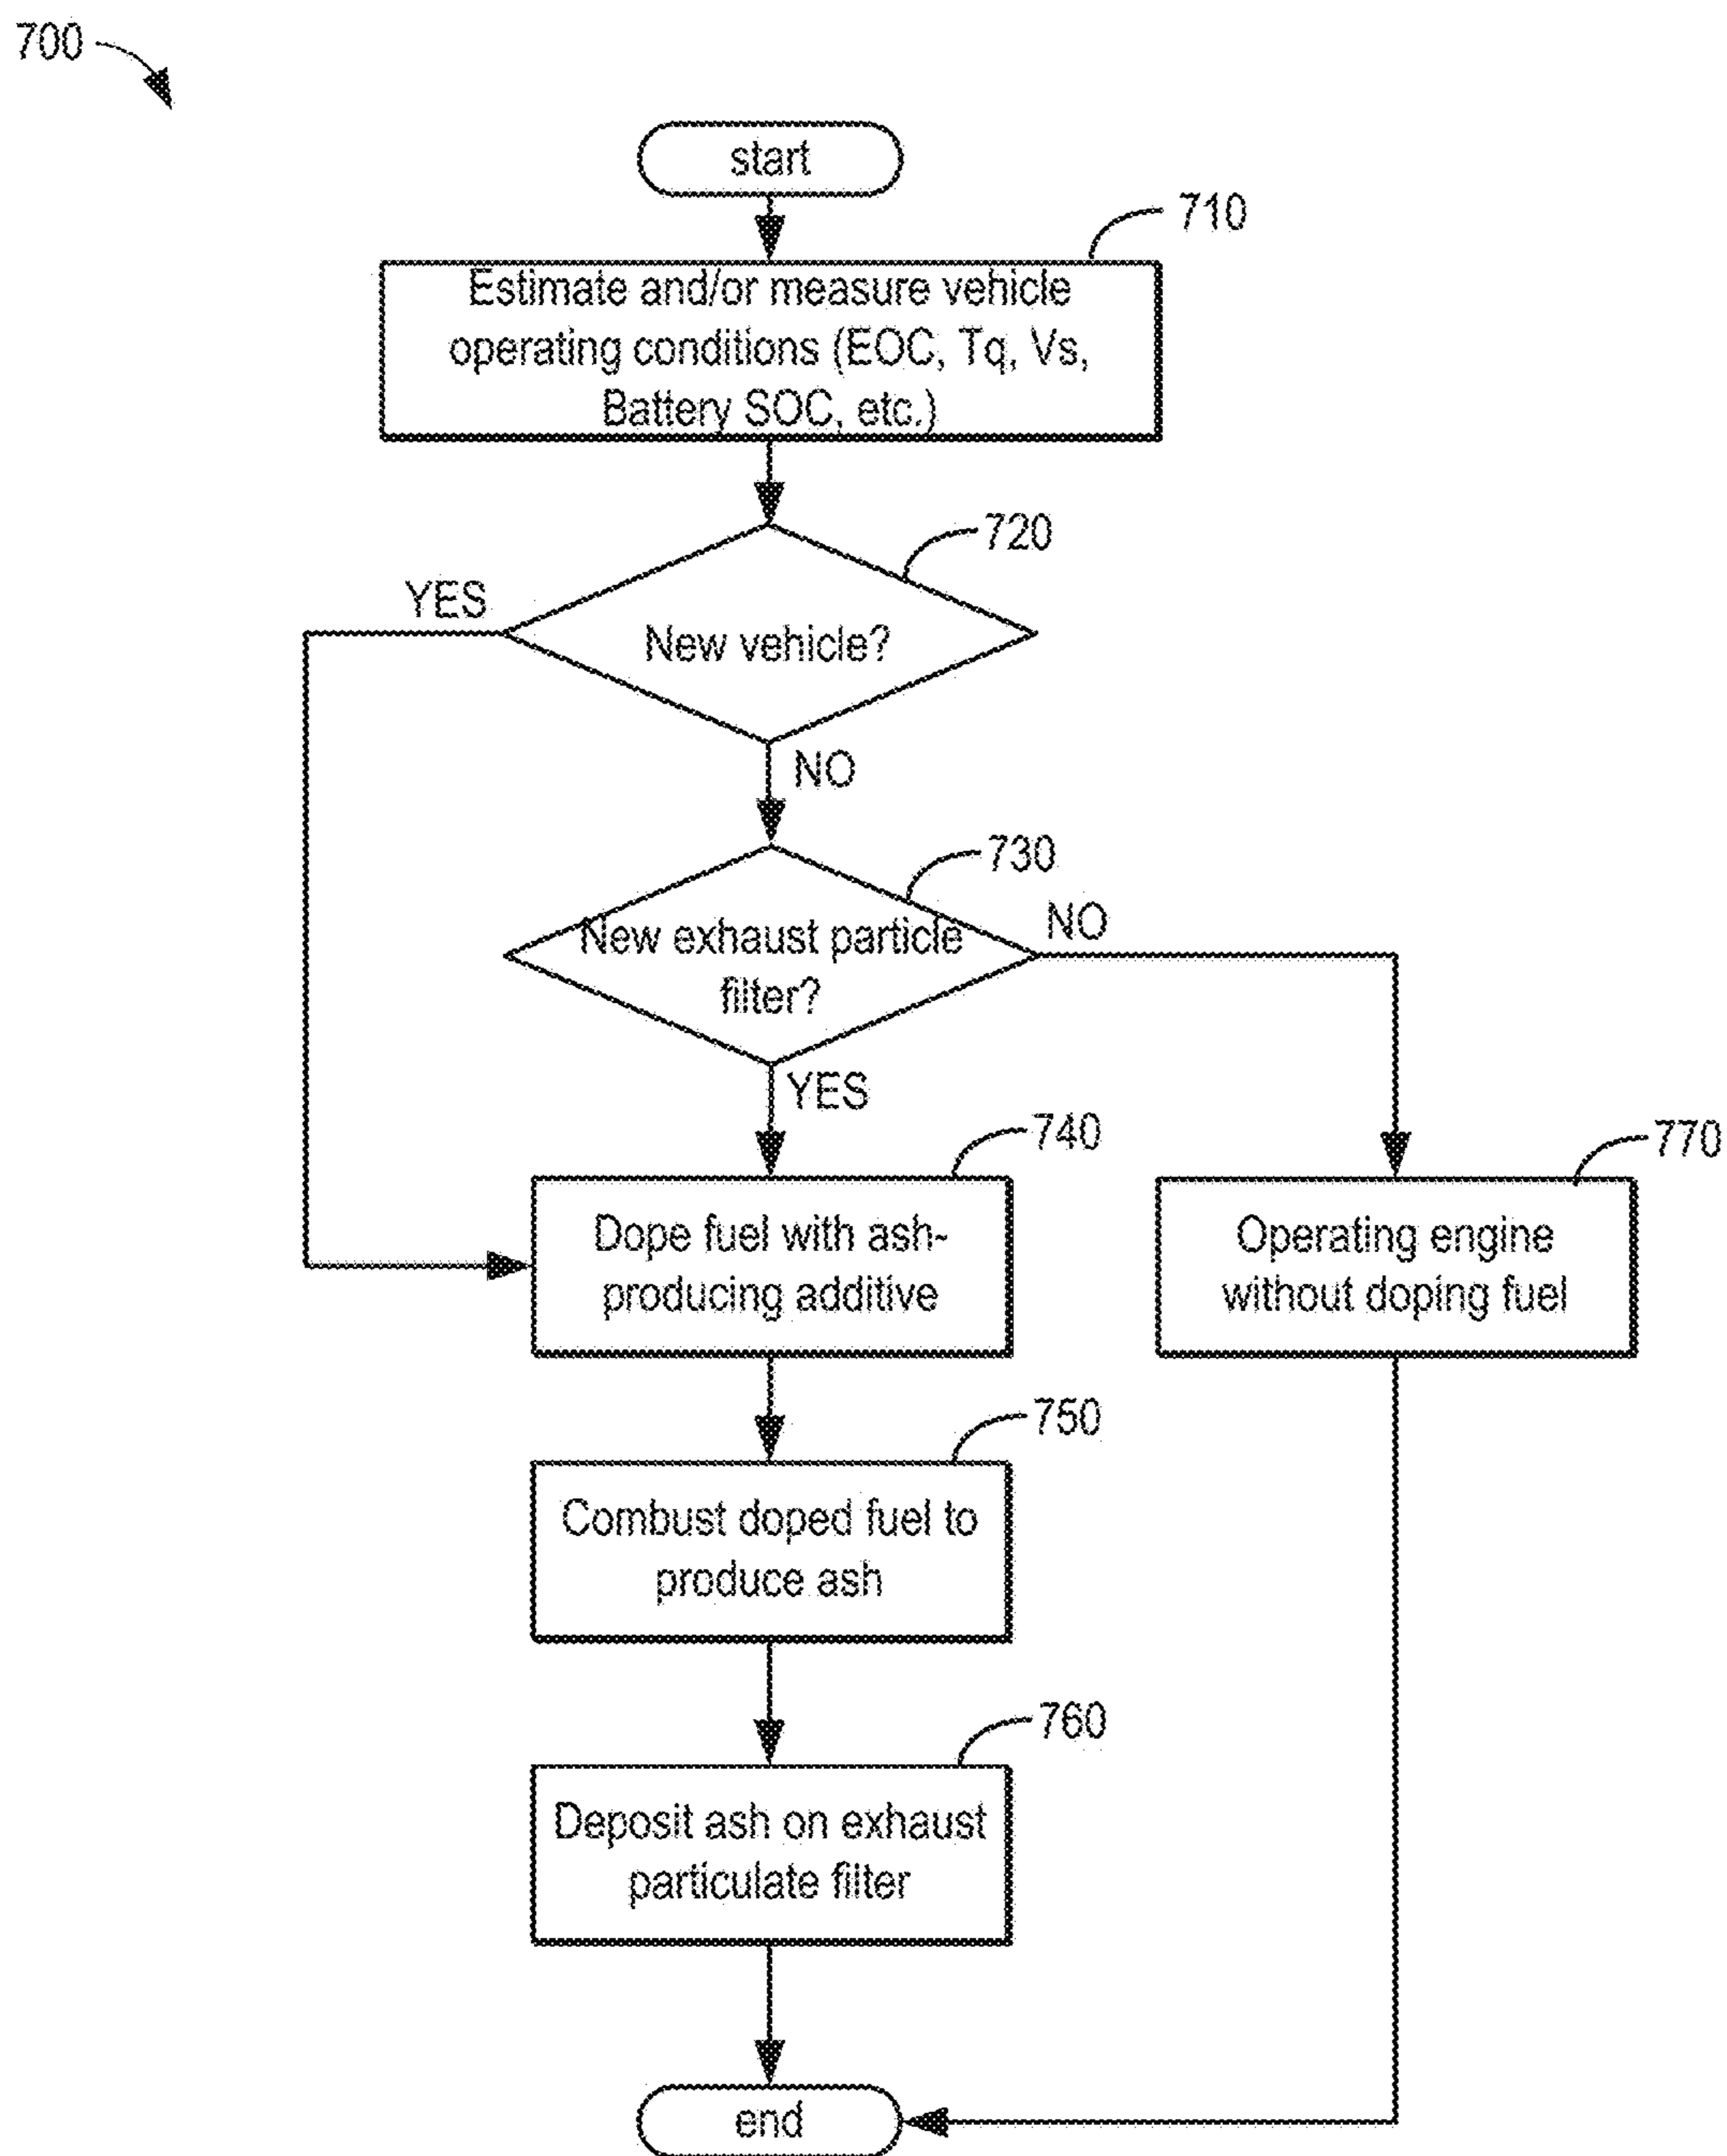 700
start
710
Estimate and/or measure vehicle
operating conditions (EOC, Tq, Vs,
Battery SOC, etc.)
720
YES
New vehicle?
NO
730
New exhaust particle
filter?
NO
YES
740
770
Dope fuel with ash-
producing additive
Operating engine
without doping fuel
750
Combust doped fuel to
produce ash
760
Deposit ash on exhaust
particulate filter
end